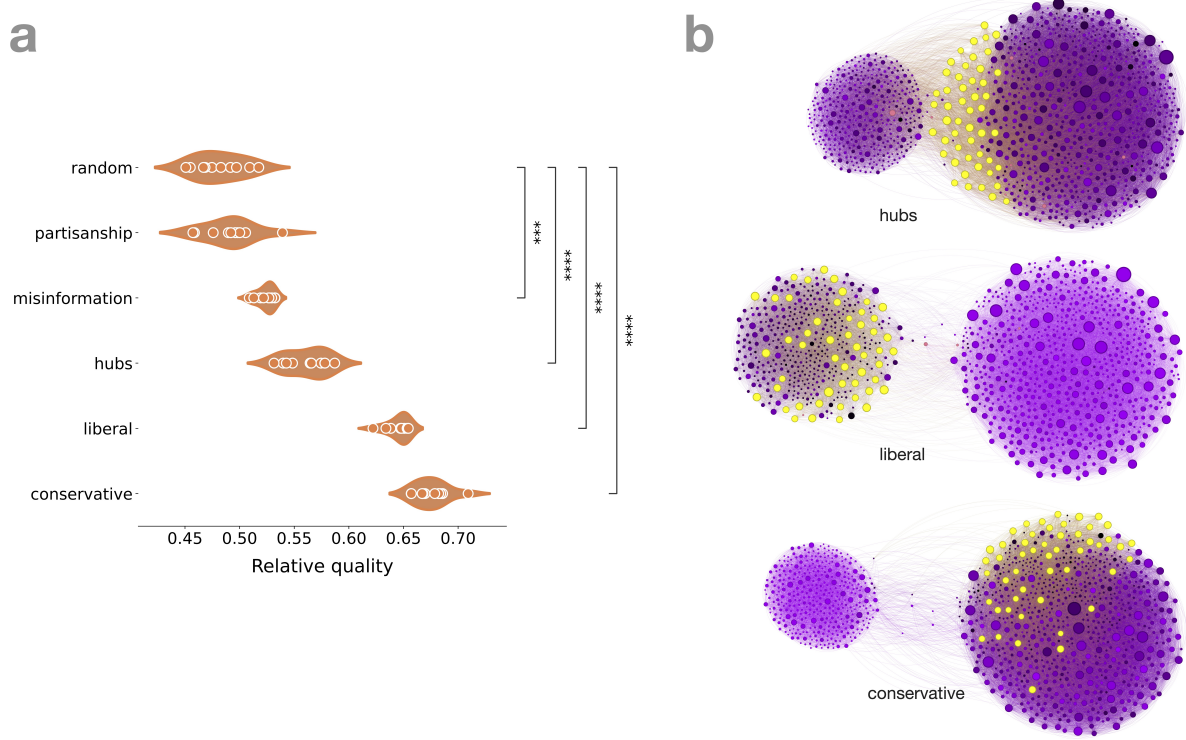 a
random
partisanship
misinformation
hubs
liberal
conservative
0.45 0.50 0.55 0.60 0.65 0.70
Relative quality
***
****
****
****
b
hubs
liberal
conservative